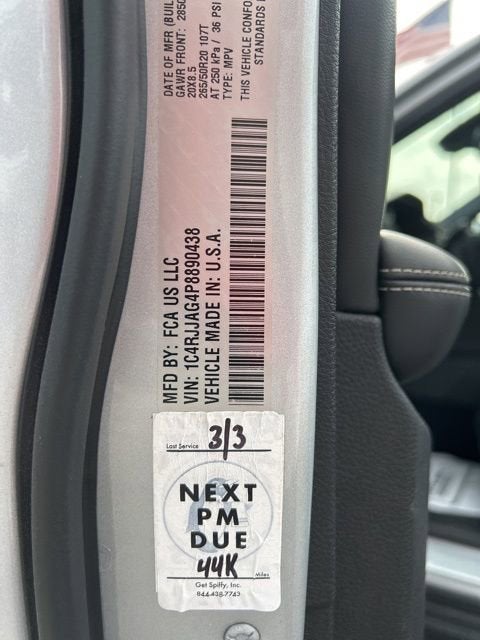 DATE OF MFR (BUIL
GAWR FRONT: 285
20X8.5
265/50R20 107T
AT 250 kPa / 36 PSI
TYPE: MPV
THIS VEHICLE CONFO
STANDARDS
MFD BY: FCA US LLC
VIN: 1C4RJJAG4P8890438
VEHICLE MADE IN: U.S.A.
Last Service 3/3
NEXT
PM
DUE
44K Miles
Get Spiffy, Inc.
844-438-7743